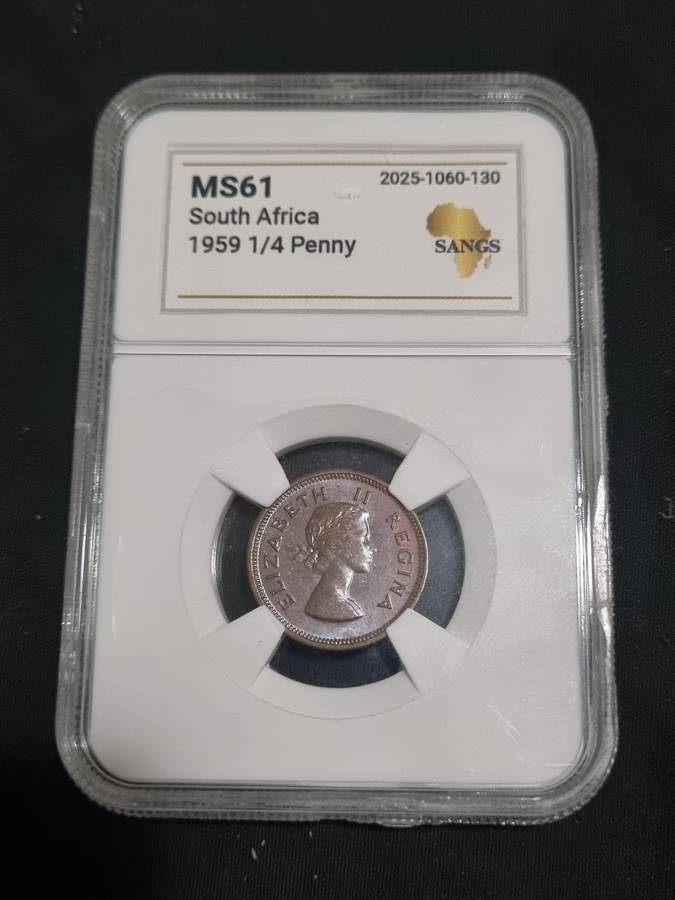 MS61
2025-1060-130
South Africa
1959 1/4 Penny
SANGS
ELIZABETH II REGINA